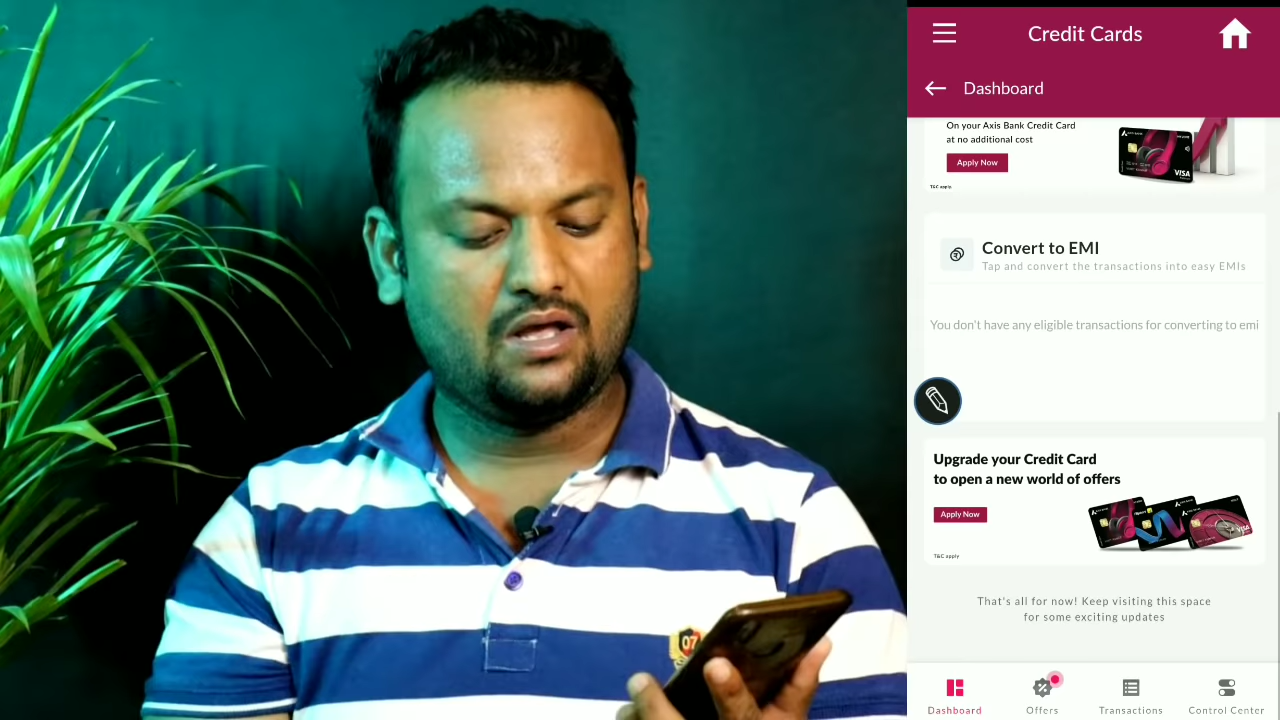 Credit Cards
Dashboard
On your Axis Bank Credit Card
at no additional cost
Apply Now
T&C apply.
VISA
Convert to EMI
Tap and convert the transactions into easy EMIs
You don't have any eligible transactions for converting to emi
Upgrade your Credit Card
to open a new world of offers
Apply Now
VISA
T&C apply
That's all for now! Keep visiting this space
for some exciting updates
07
Dashboard
Offers
Transactions
Control Center